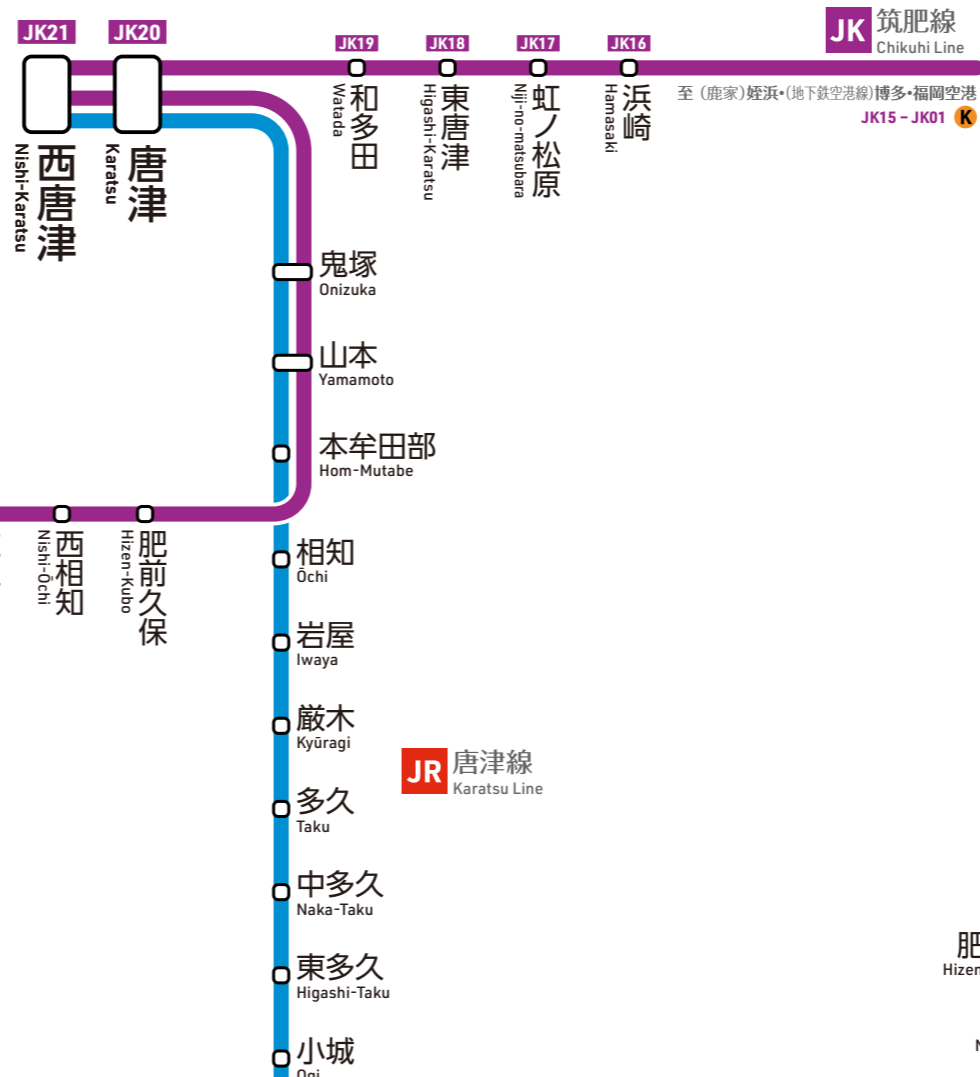 JK21
JK20
JK19
JK18
JK17
JK16
JK
筑肥線
Chikuhi Line
至 (鹿家)姪浜・(地下鉄空港線)博多・福岡空港
JK15 – JK01 K
西唐津
Nishi-Karatsu
唐津
Karatsu
和多田
Watada
東唐津
Higashi-Karatsu
虹ノ松原
Niji-no-matsubara
浜崎
Hamasaki
鬼塚
Onizuka
山本
Yamamoto
本牟田部
Hom-Mutabe
西相知
Nishi-Ōchi
肥前久保
Hizen-Kubo
相知
Ōchi
岩屋
Iwaya
厳木
Kyūragi
JR
唐津線
Karatsu Line
多久
Taku
中多久
Naka-Taku
東多久
Higashi-Taku
小城
Ogi
肥
Hizen